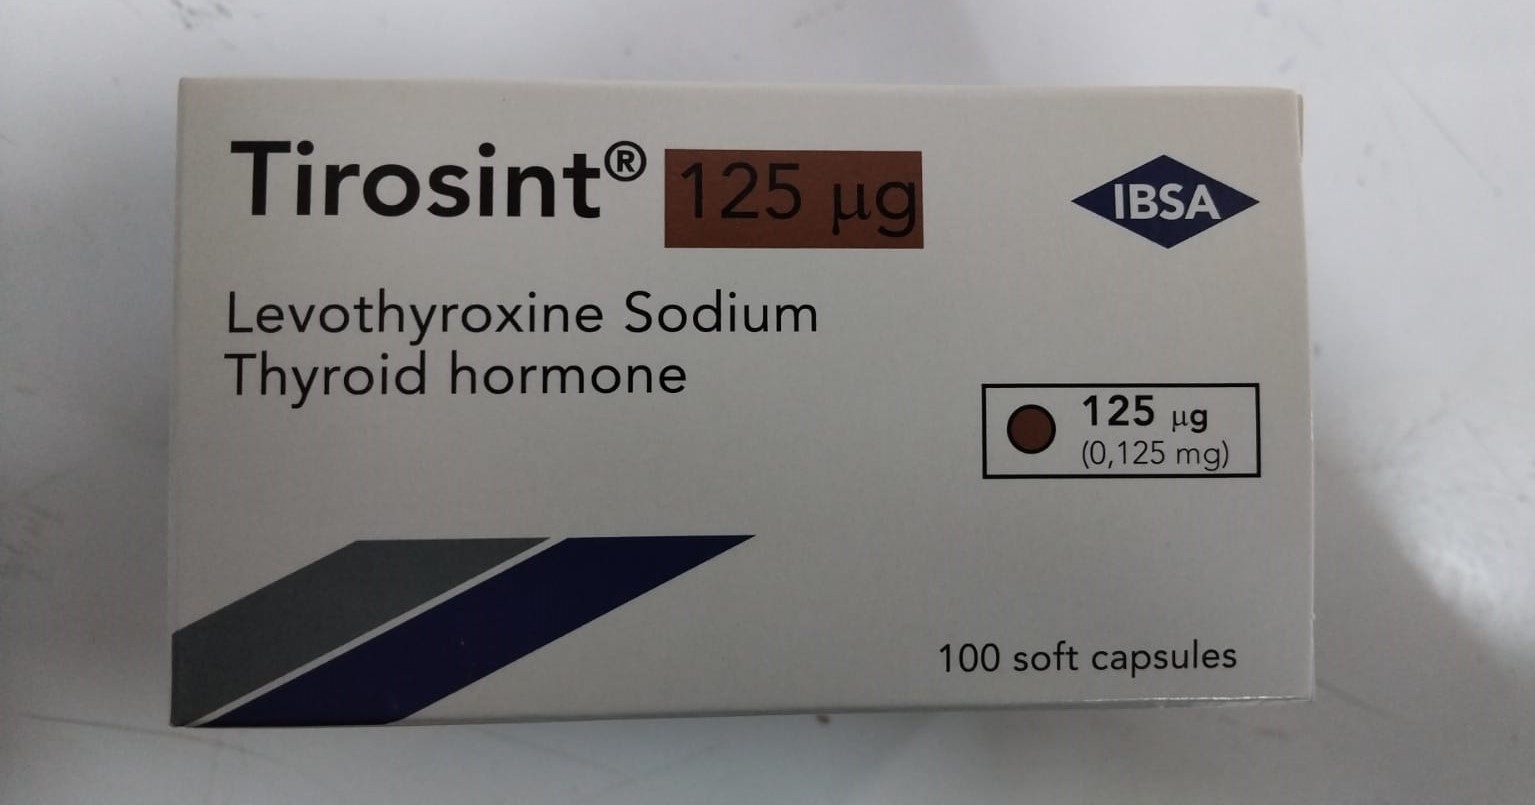 Tirosint® 125 µg
IBSA
Levothyroxine Sodium
Thyroid hormone
125 µg
(0,125 mg)
100 soft capsules